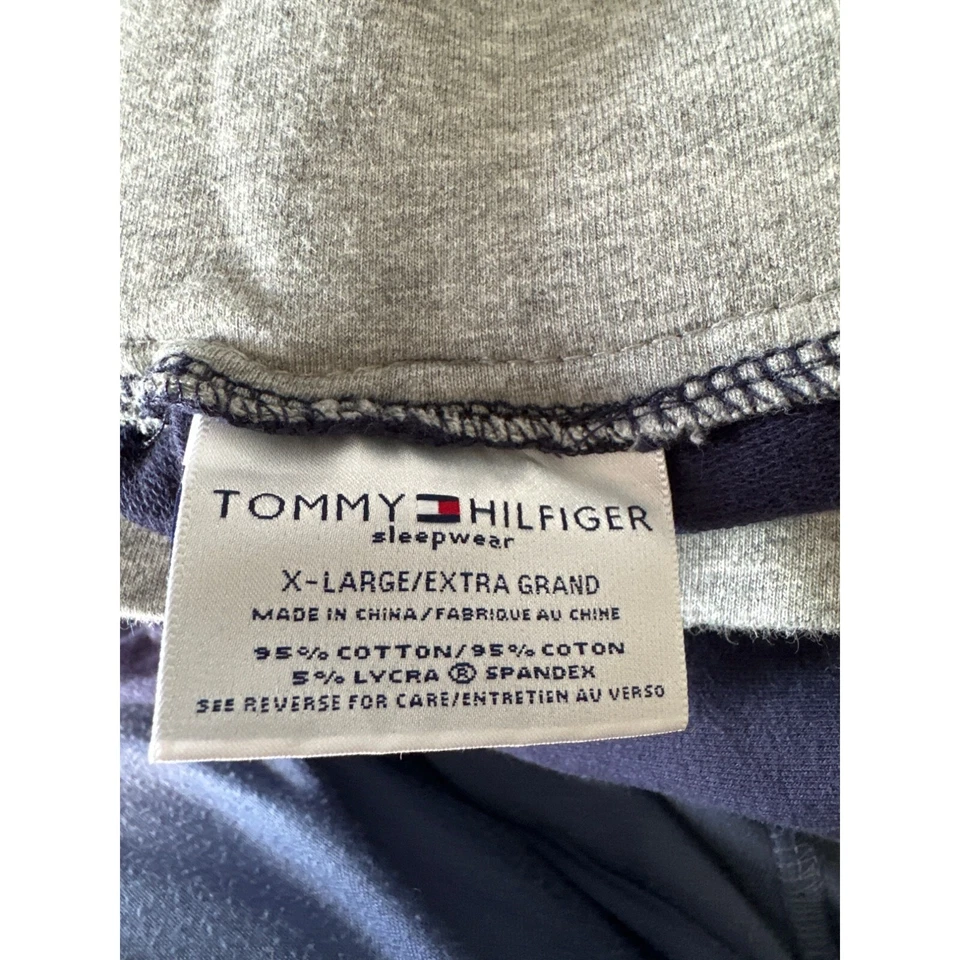 TOMMY HILFIGER
sleepwear
X-LARGE/EXTRA GRAND
MADE IN CHINA/FABRIQUE AU CHINE
95% COTTON/95% COTON
5% LYCRA ® SPANDEX
SEE REVERSE FOR CARE/ENTRETIEN AU VERSO